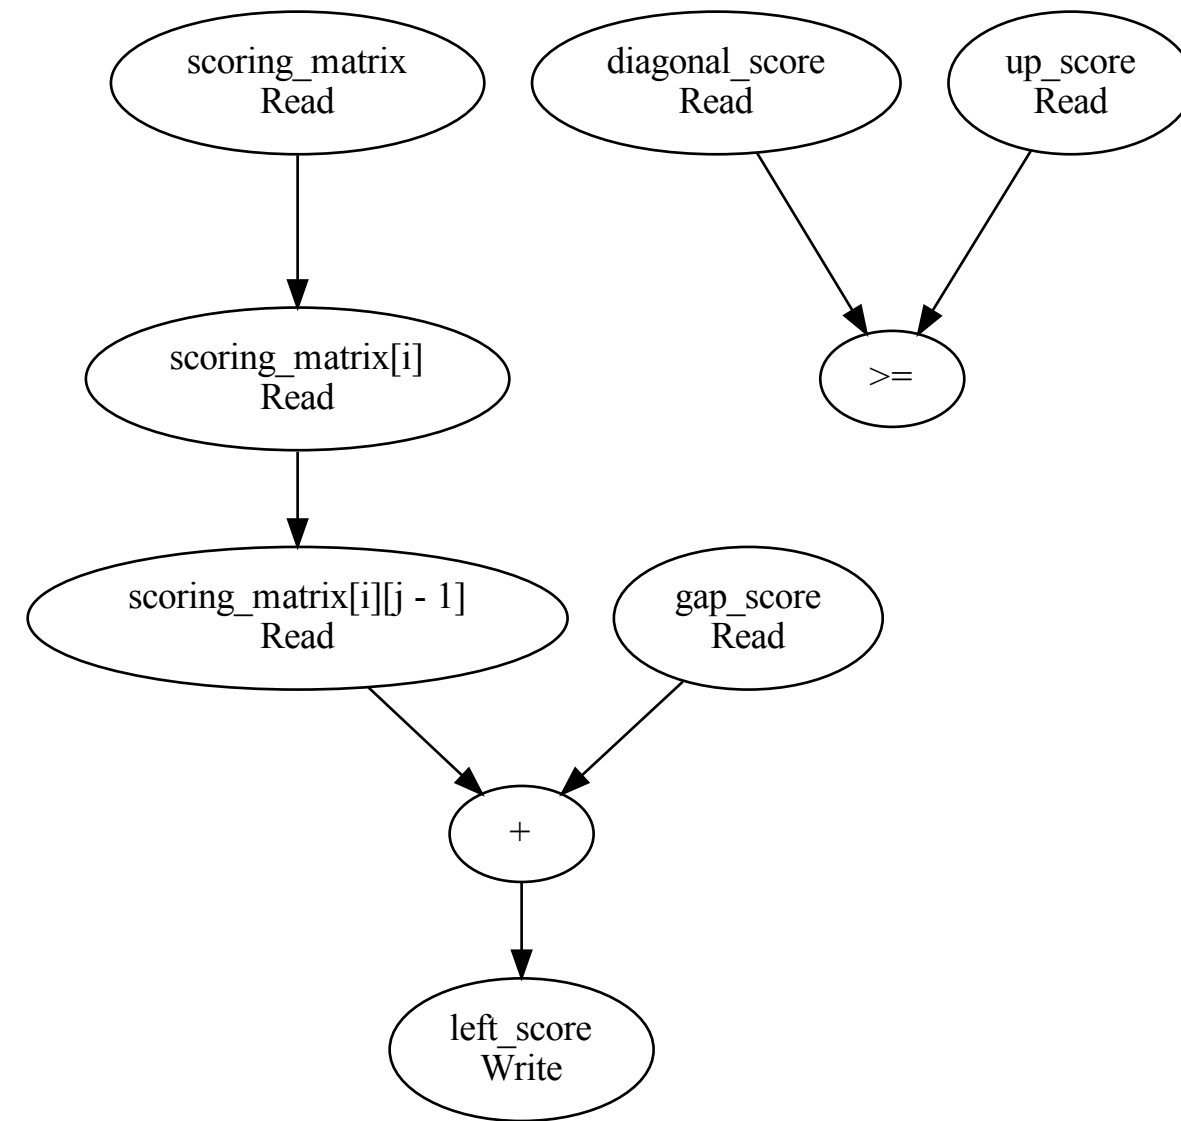 scoring_matrix
Read
diagonal_score
Read
up_score
Read
scoring_matrix[i]
Read
>=
scoring_matrix[i][j - 1]
Read
gap_score
Read
+
left_score
Write